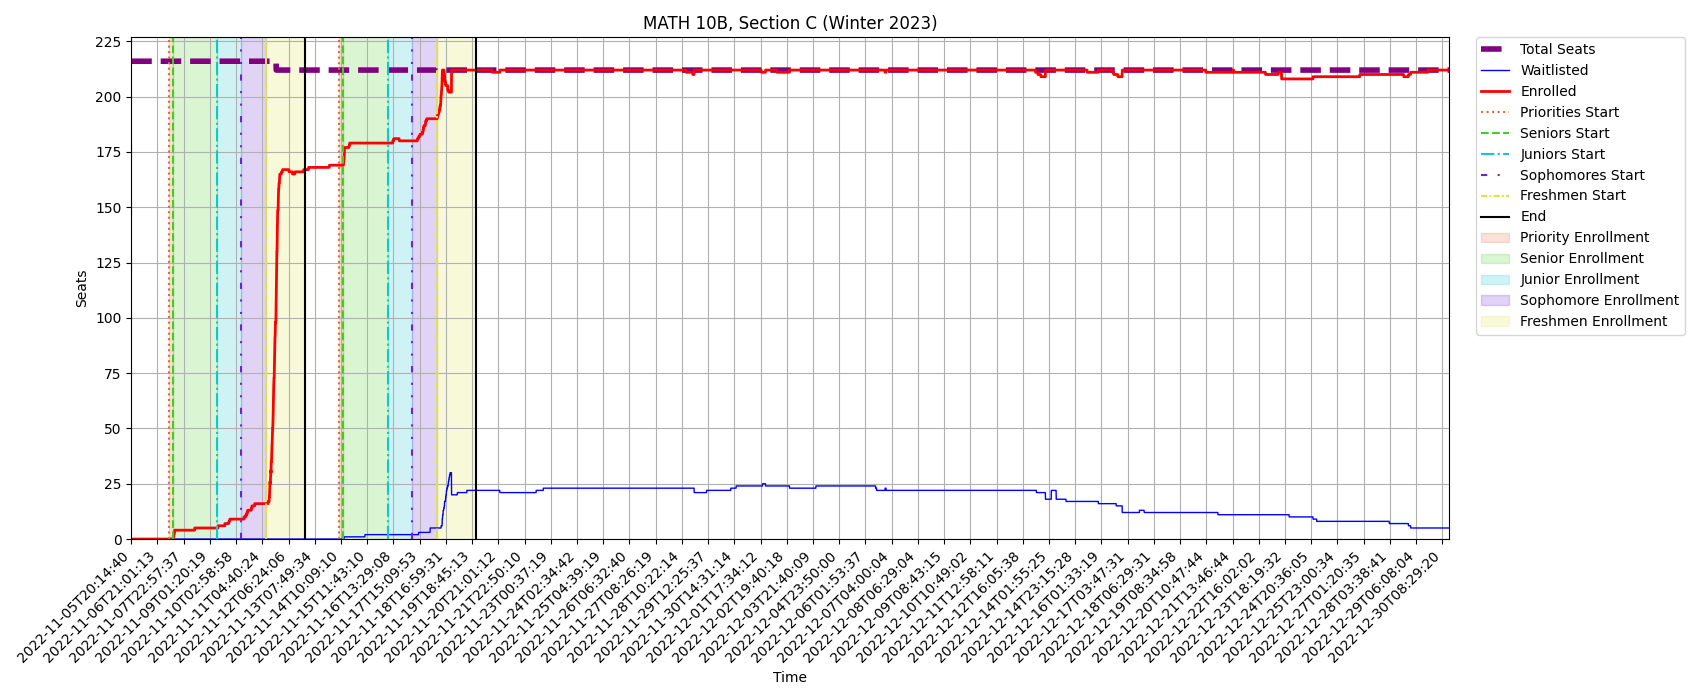 MATH 10B, Section C (Winter 2023)
Seats
225
200
175
150
125
100
75
50
25
0
2022-11-05T20:14:40
2022-11-06T21:01:13
2022-11-07T22:57:37
2022-11-09T01:20:19
2022-11-10T02:58:58
2022-11-11T04:40:24
2022-11-12T06:24:06
2022-11-13T07:49:34
2022-11-14T10:09:10
2022-11-15T11:43:10
2022-11-16T13:29:08
2022-11-17T15:09:53
2022-11-18T16:59:31
2022-11-19T18:45:13
2022-11-20T21:01:12
2022-11-21T22:50:10
2022-11-23T00:37:19
2022-11-24T02:34:42
2022-11-25T04:39:19
2022-11-26T06:32:40
2022-11-27T08:26:19
2022-11-28T10:22:14
2022-11-29T12:25:37
2022-11-30T14:31:14
2022-12-01T17:34:12
2022-12-02T19:40:18
2022-12-03T21:40:09
2022-12-04T23:50:00
2022-12-06T01:53:37
2022-12-07T04:00:04
2022-12-08T06:29:04
2022-12-09T08:43:15
2022-12-10T10:49:02
2022-12-11T12:58:11
2022-12-12T16:05:38
2022-12-14T01:55:25
2022-12-14T23:15:28
2022-12-16T01:33:19
2022-12-17T03:47:31
2022-12-18T06:29:31
2022-12-19T08:34:58
2022-12-20T10:47:44
2022-12-21T13:46:44
2022-12-22T16:02:02
2022-12-23T18:19:32
2022-12-24T20:36:05
2022-12-25T23:00:34
2022-12-27T01:20:35
2022-12-28T03:38:41
2022-12-29T06:08:04
2022-12-30T08:29:20
Time
Total Seats
Waitlisted
Enrolled
Priorities Start
Seniors Start
Juniors Start
Sophomores Start
Freshmen Start
End
Priority Enrollment
Senior Enrollment
Junior Enrollment
Sophomore Enrollment
Freshmen Enrollment